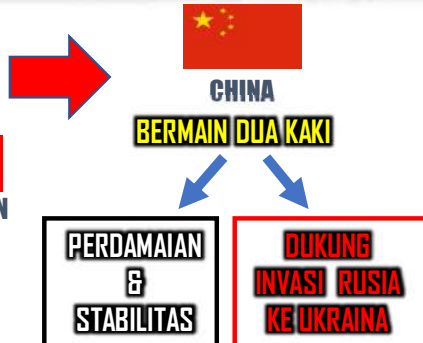 CHINA
BERMAIN DUA KAKI
N
PERDAMAIAN
&
STABILITAS
DUKUNG
INVASI RUSIA
KE UKRAINA